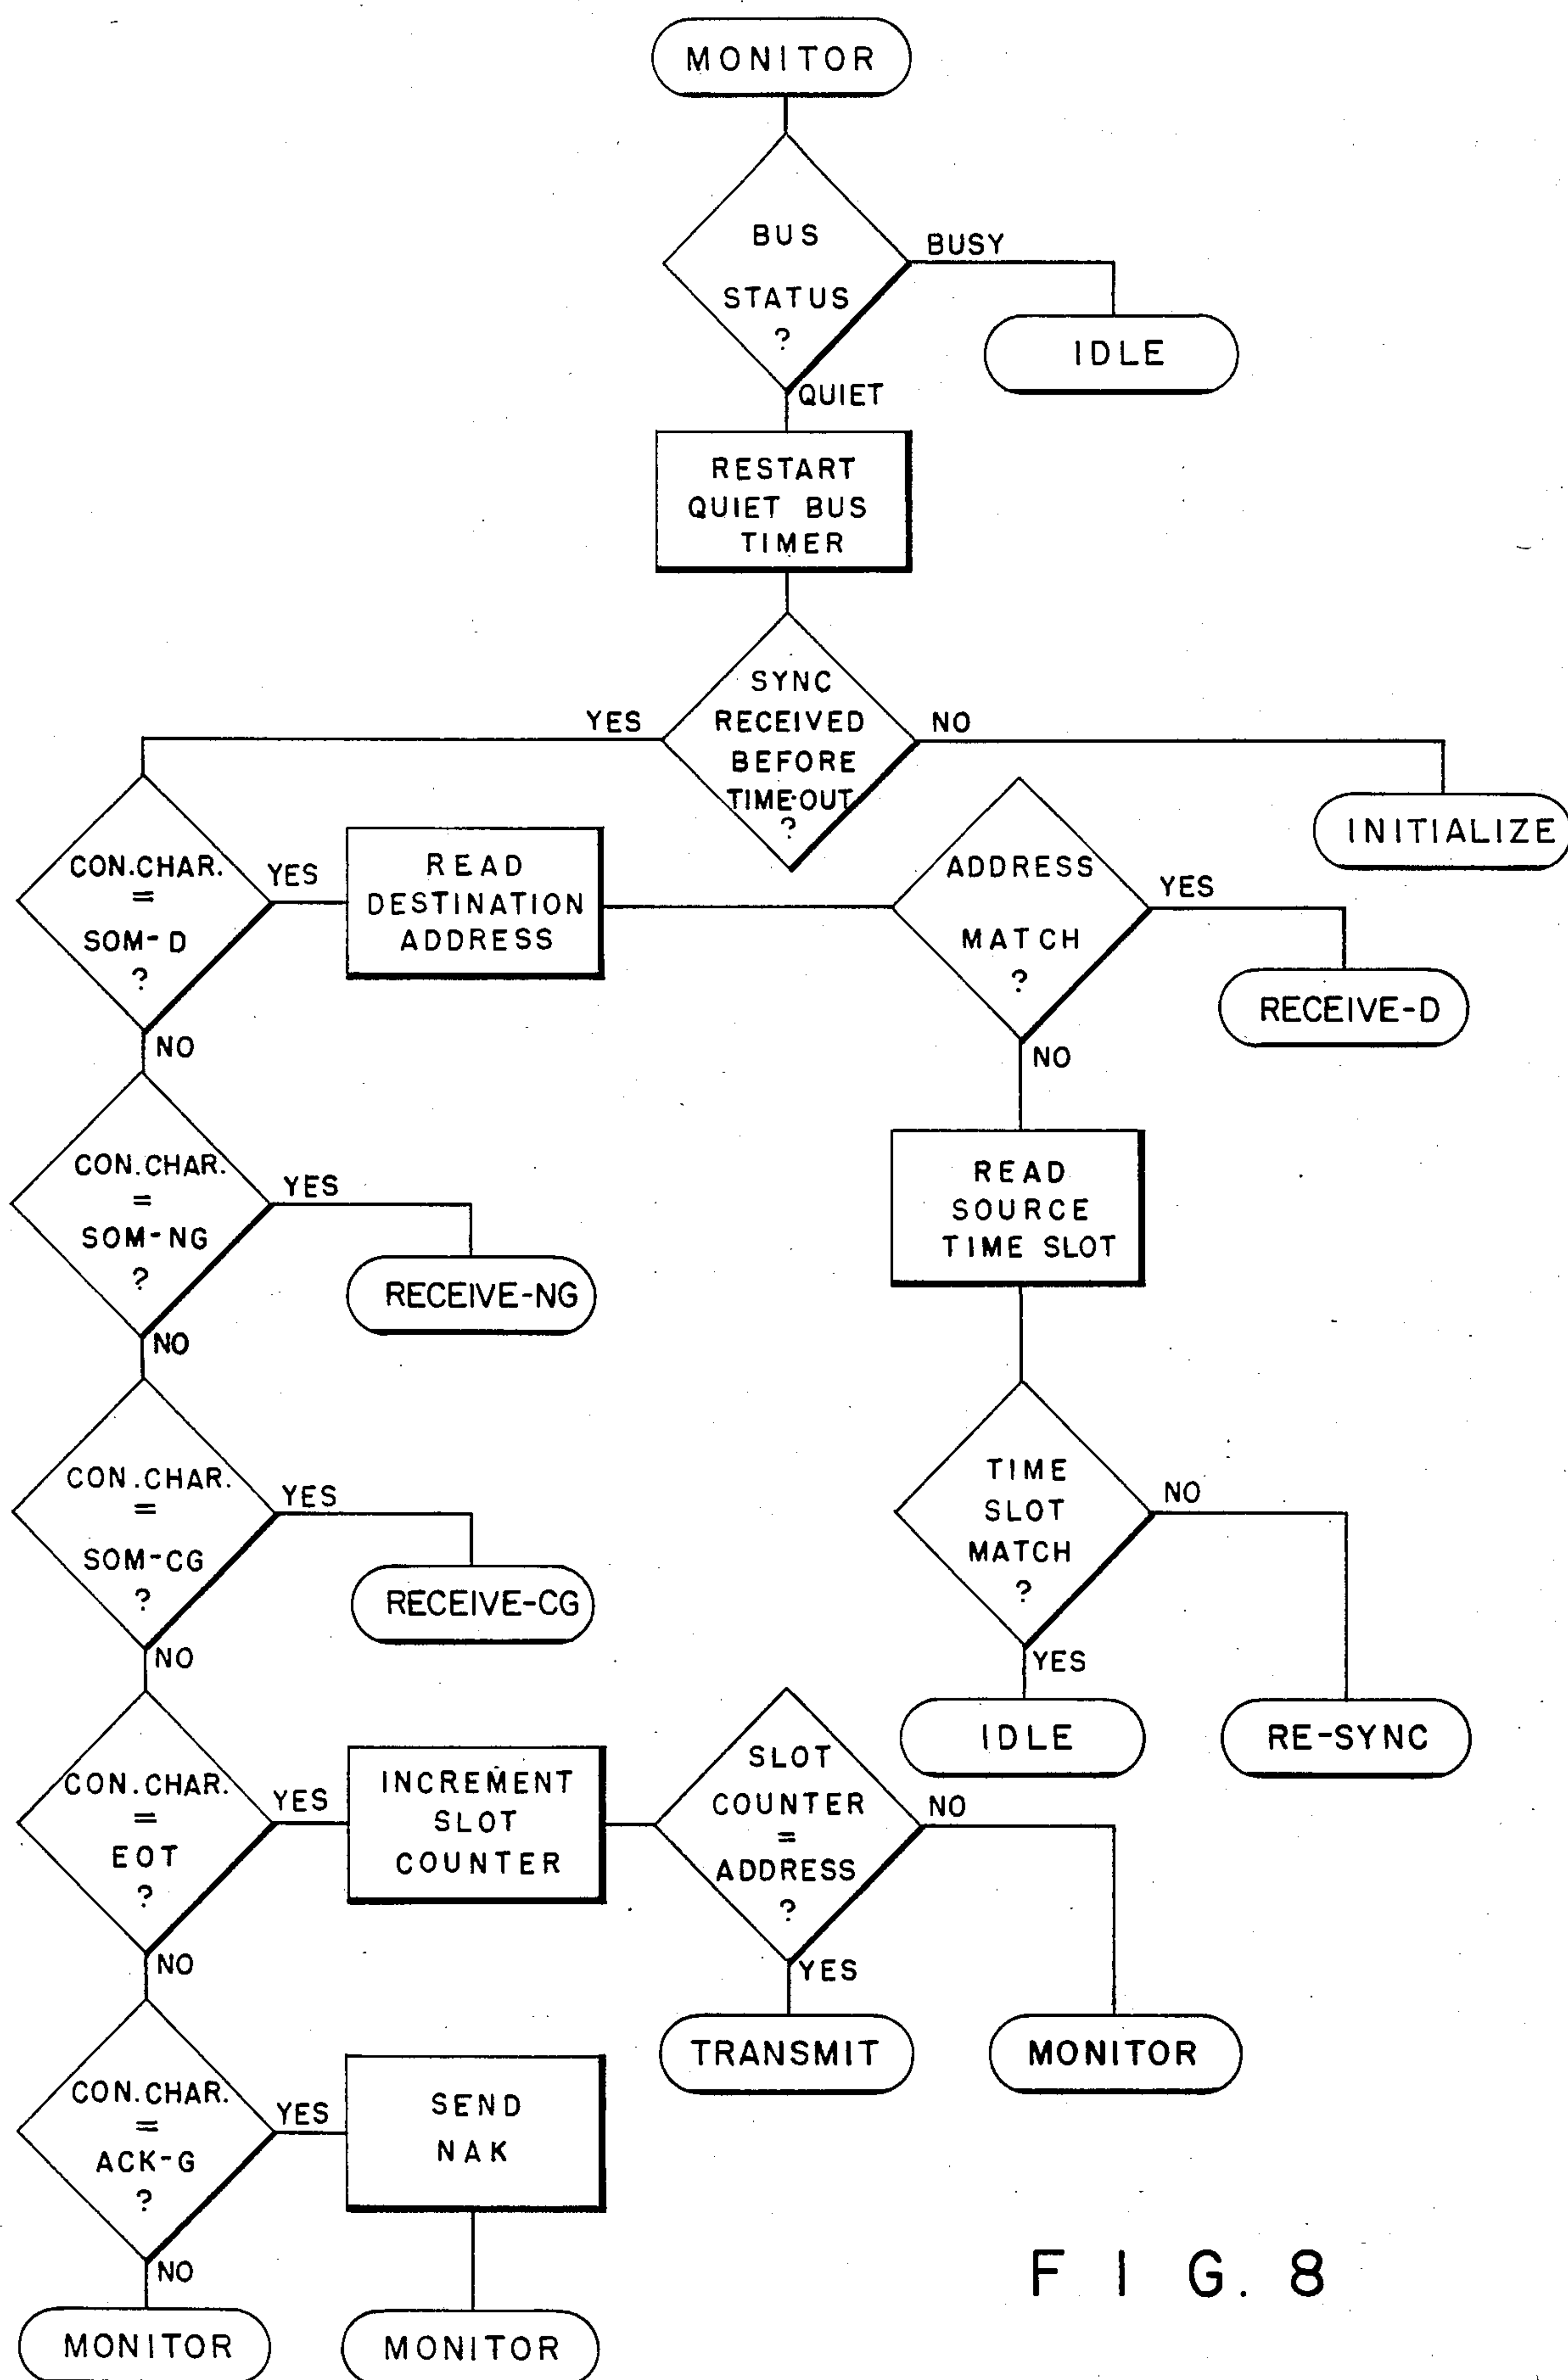 MONITOR
BUS
STATUS
?
BUSY
IDLE
QUIET
RESTART
QUIET BUS
TIMER
SYNC
RECEIVED
BEFORE
TIME-OUT
?
YES
NO
INITIALIZE
CON.CHAR.
=
SOM-D
?
YES
READ
DESTINATION
ADDRESS
ADDRESS
MATCH
?
YES
RECEIVE-D
NO
NO
CON.CHAR.
=
SOM-NG
?
YES
RECEIVE-NG
READ
SOURCE
TIME SLOT
NO
CON.CHAR.
=
SOM-CG
?
YES
RECEIVE-CG
TIME
SLOT
MATCH
?
NO
YES
IDLE
RE-SYNC
NO
CON.CHAR.
=
EOT
?
YES
INCREMENT
SLOT
COUNTER
SLOT
COUNTER
=
ADDRESS
?
NO
YES
TRANSMIT
MONITOR
NO
CON.CHAR.
=
ACK-G
?
YES
SEND
NAK
NO
MONITOR
MONITOR
FIG. 8